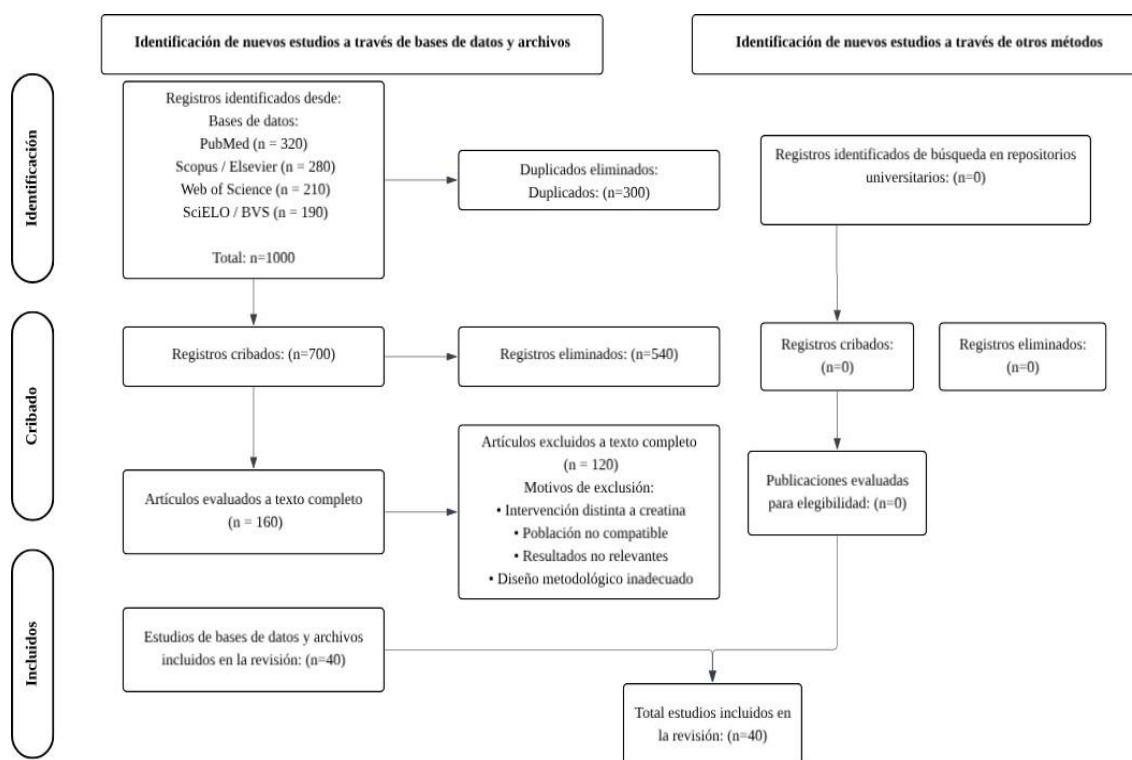 Identificación de nuevos estudios a través de bases de datos y archivos
Identificación de nuevos estudios a través de otros métodos
Identificación
Registros identificados desde:
Bases de datos:
PubMed (n = 320)
Scopus / Elsevier (n = 280)
Web of Science (n = 210)
SciELO / BVS (n = 190)
Total: n=1000
Duplicados eliminados:
Duplicados: (n=300)
Registros identificados de búsqueda en repositorios
universitarios: (n=0)
Cribado
Registros cribados: (n=700)
Registros eliminados: (n=540)
Registros cribados:
(n=0)
Registros eliminados:
(n=0)
Artículos evaluados a texto completo
(n = 160)
Artículos excluidos a texto completo
(n = 120)
Motivos de exclusión:
• Intervención distinta a creatina
• Población no compatible
• Resultados no relevantes
• Diseño metodológico inadecuado
Publicaciones evaluadas
para elegibilidad: (n=0)
Incluidos
Estudios de bases de datos y archivos
incluidos en la revisión: (n=40)
Total estudios incluidos en
la revisión: (n=40)